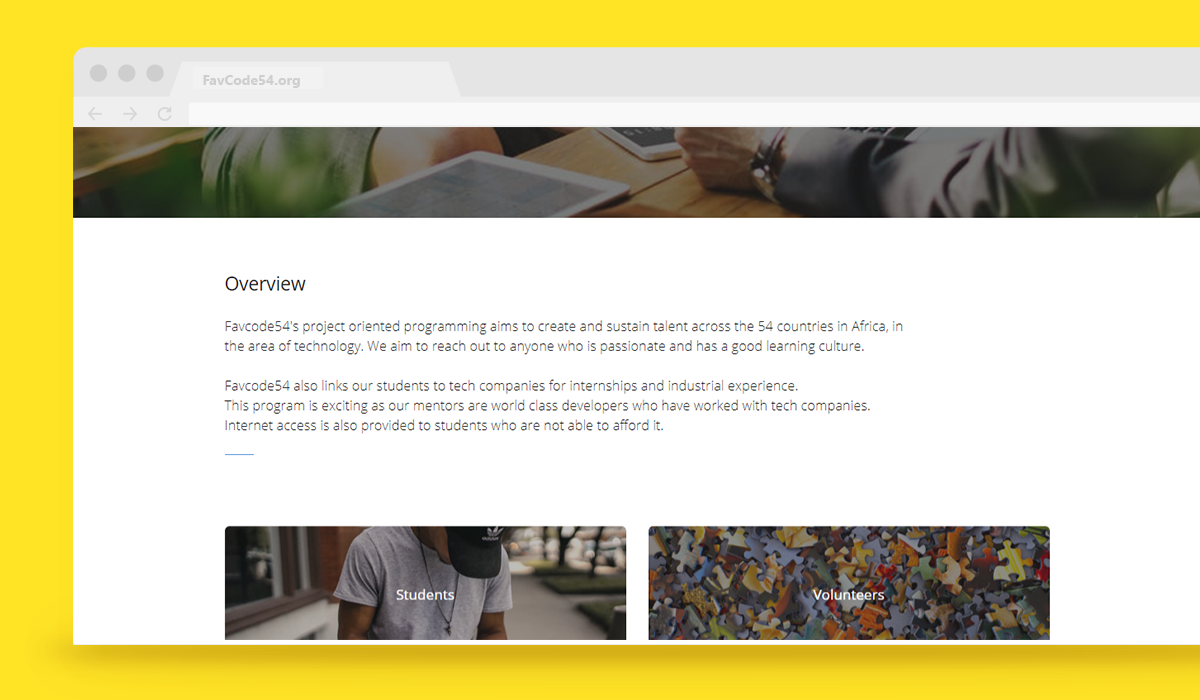 FavCode54.org
Overview
Favcode54's project oriented programming aims to create and sustain talent across the 54 countries in Africa, in
the area of technology. We aim to reach out to anyone who is passionate and has a good learning culture.
Favcode54 also links our students to tech companies for internships and industrial experience.
This program is exciting as our mentors are world class developers who have worked with tech companies.
Internet access is also provided to students who are not able to afford it.
Students
Volunteers